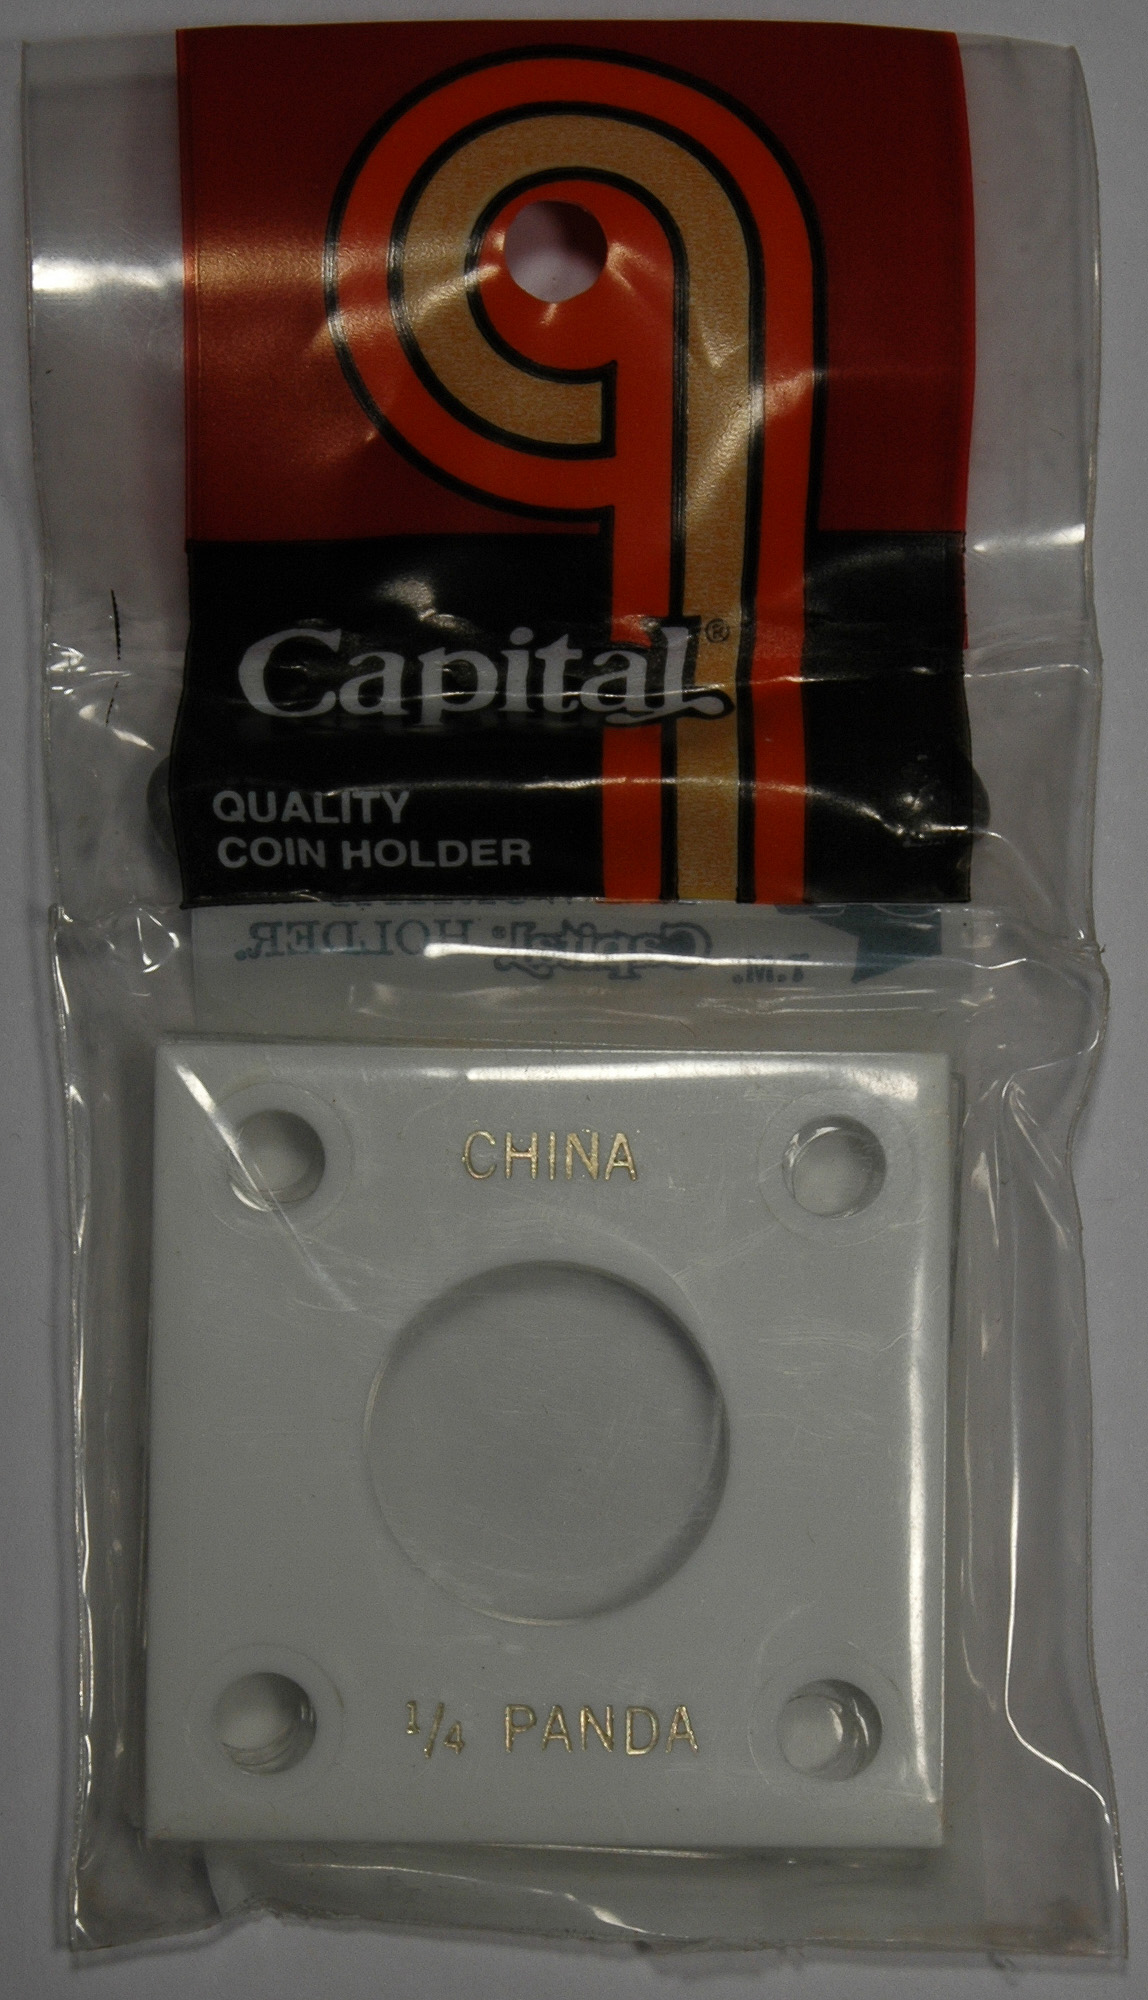 Capital®
QUALITY
COIN HOLDER
Capital® HOLDER.
T.M.
CHINA
1/4 PANDA